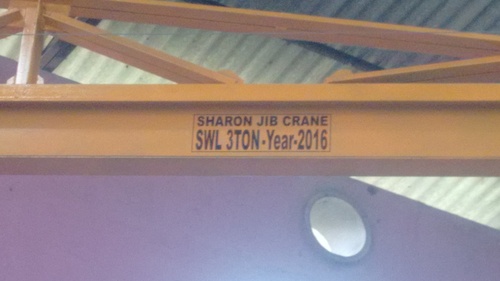 SHARON JIB CRANE
SWL 3TON-Year-2016